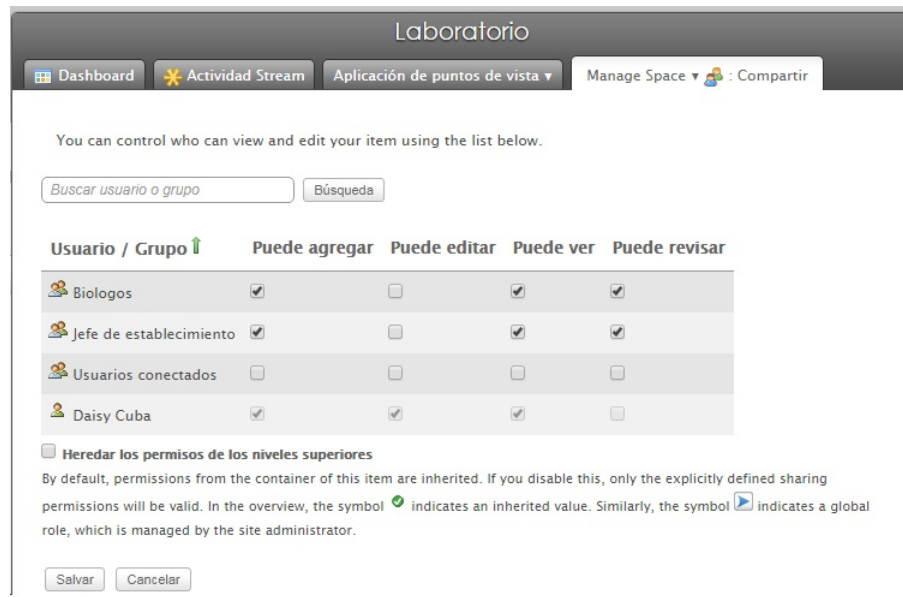 Laboratorio
Dashboard Actividad Stream Aplicación de puntos de vista ▾ Manage Space ▾ : Compartir
You can control who can view and edit your item using the list below.
Buscar usuario o grupo Búsqueda
Usuario / Grupo Puede agregar Puede editar Puede ver Puede revisar
Biologos
Jefe de establecimiento
Usuarios conectados
Daisy Cuba
Heredar los permisos de los niveles superiores
By default, permissions from the container of this item are inherited. If you disable this, only the explicitly defined sharing
permissions will be valid. In the overview, the symbol indicates an inherited value. Similarly, the symbol indicates a global
role, which is managed by the site administrator.
Salvar Cancelar